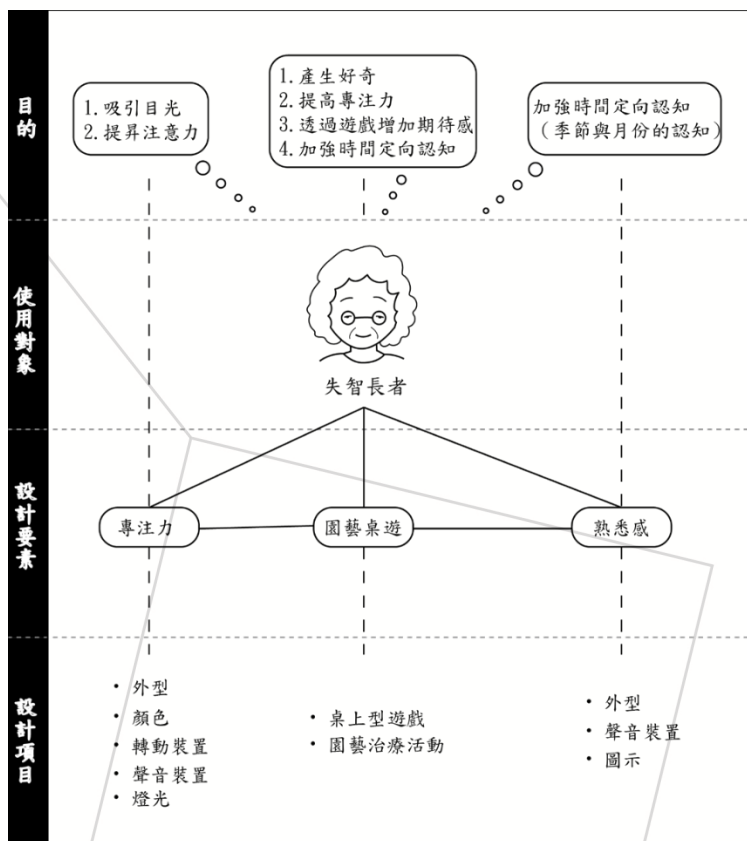 目的
1. 吸引目光
2. 提昇注意力
1. 產生好奇
2. 提高專注力
3. 透過遊戲增加期待感
4. 加強時間定向認知
加強時間定向認知
（季節與月份的認知）
使用對象
失智長者
設計要素
專注力
園藝桌遊
熟悉感
設計項目
・外型
・顏色
・轉動裝置
・聲音裝置
・燈光
・桌上型遊戲
・園藝治療活動
・外型
・聲音裝置
・圖示